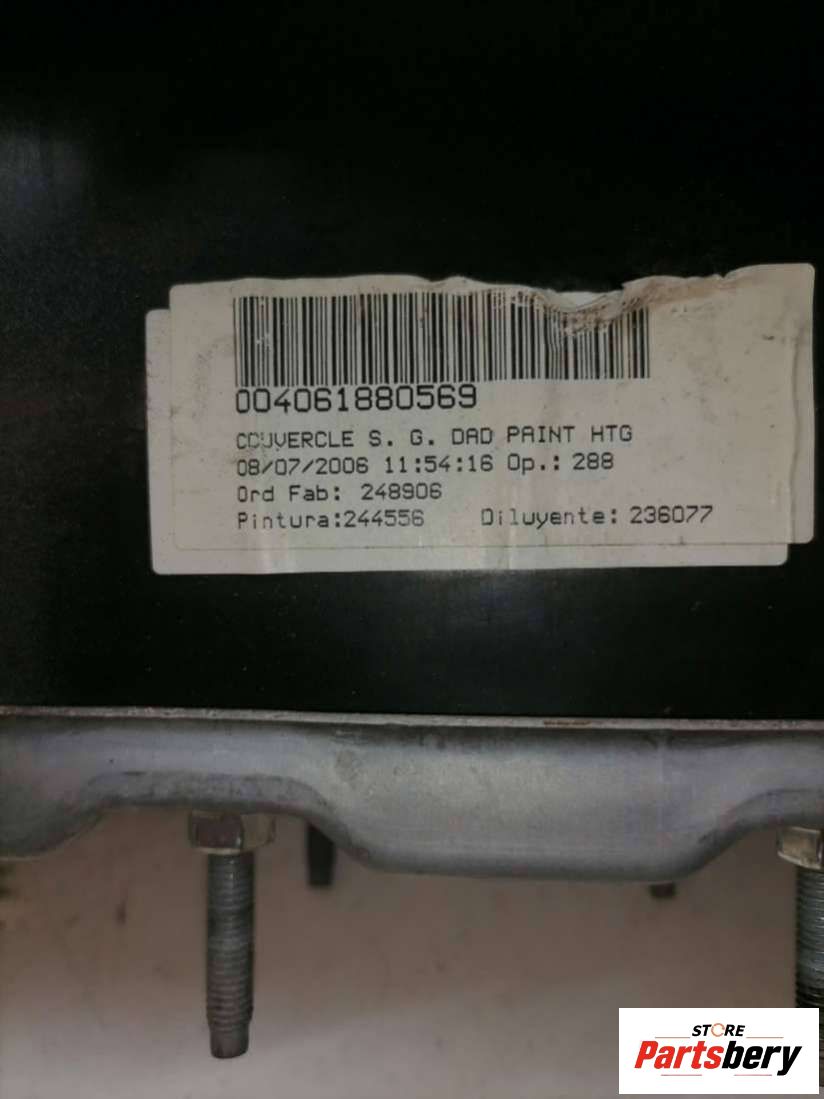 004061880569
COUVERCLE S. G. DAD PAINT HTG
08/07/2006 11:54:16 Op.: 288
Ord Fab: 248906
Pintura:244556 Diluyente: 236077
STORE
Partsbery